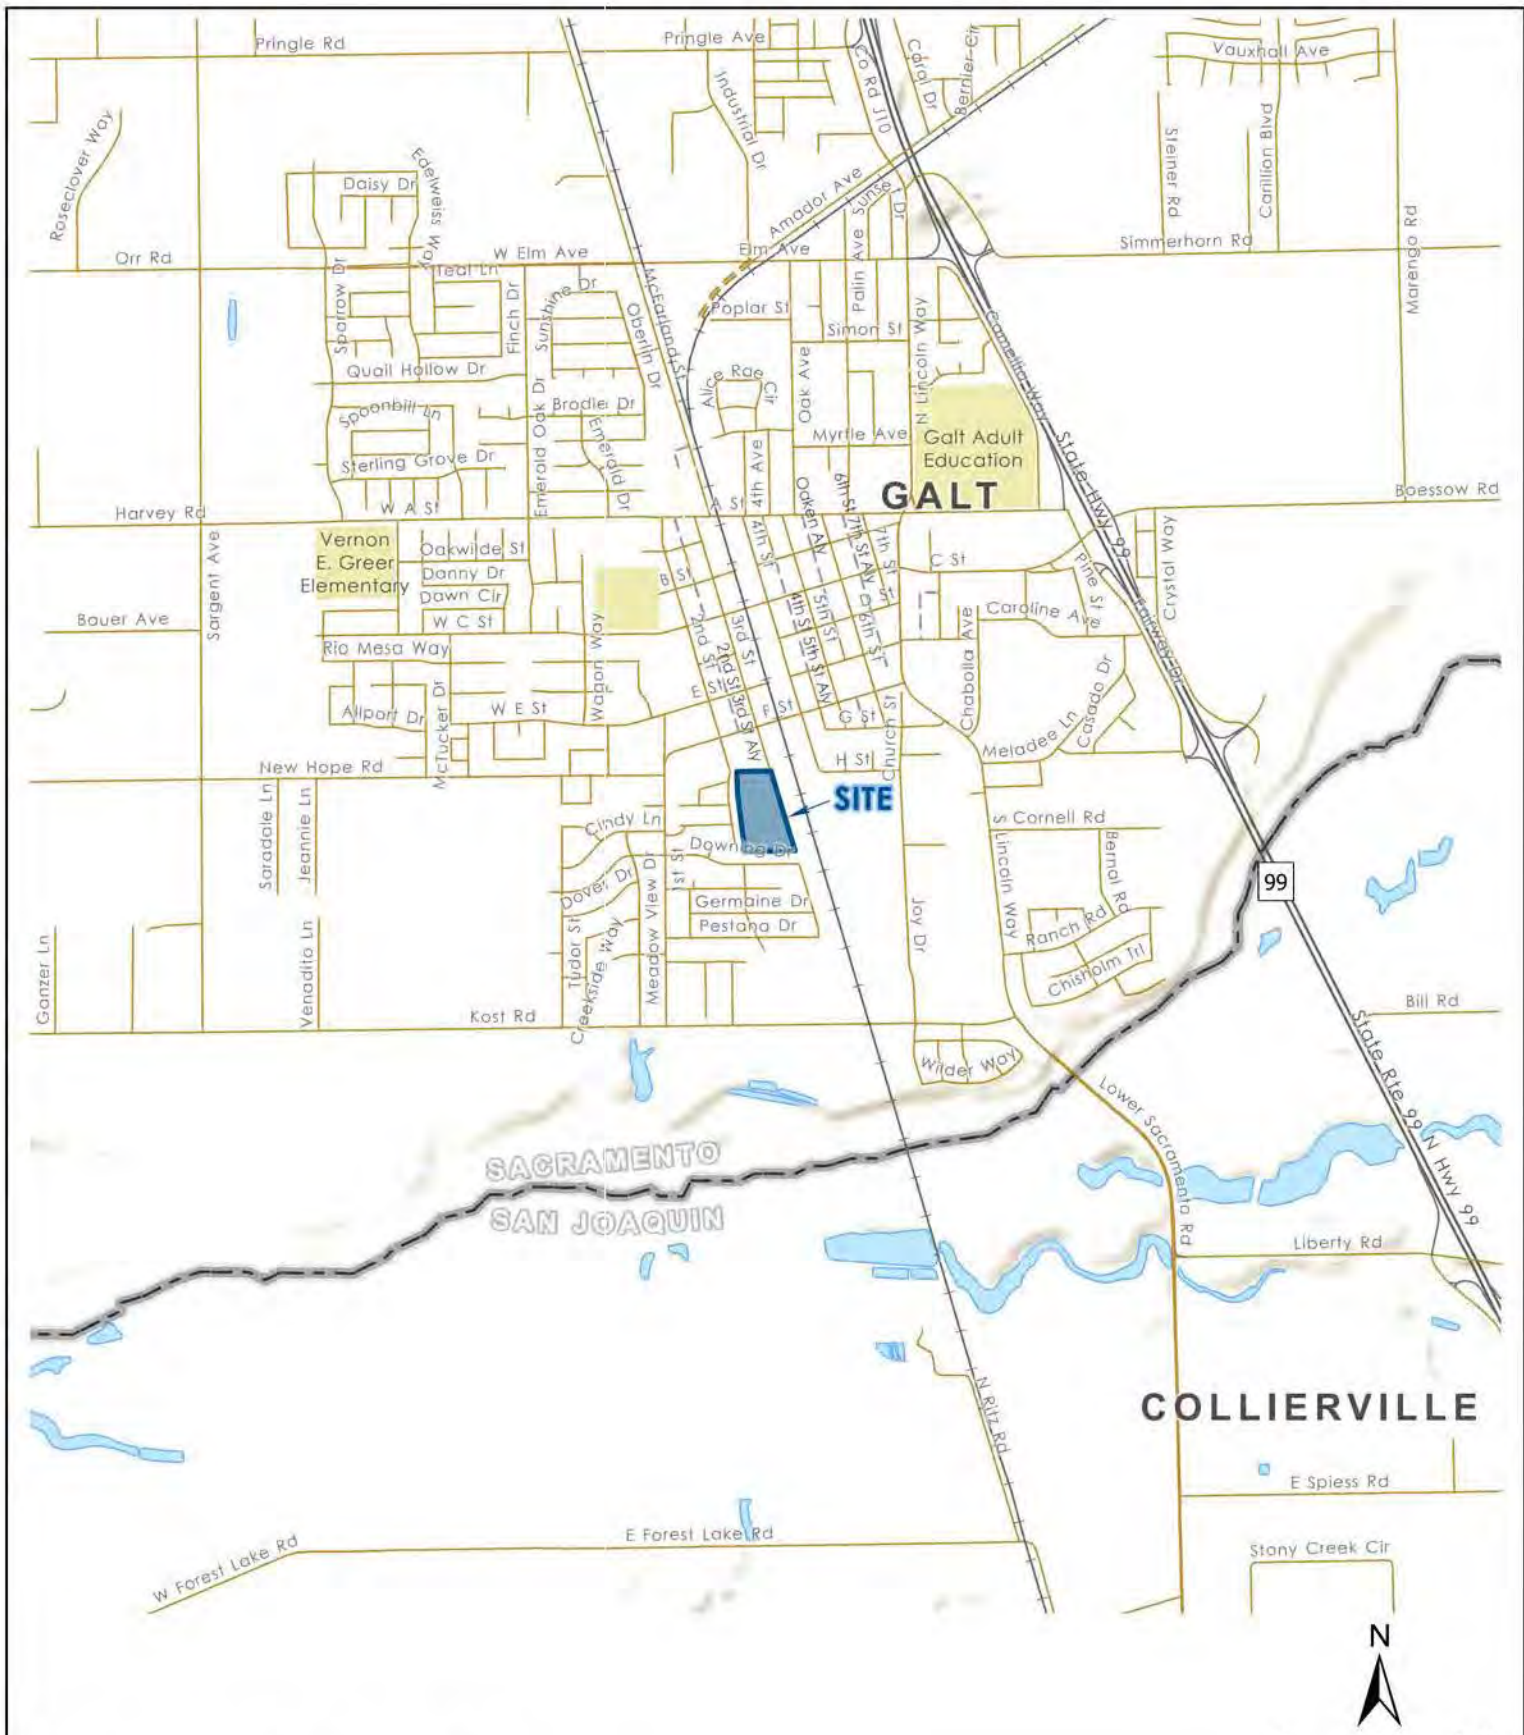 Pringle Rd
Pringle Ave
Co Rd J10
Carol Dr
Bernier Cir
Vauxhall Ave
Roseclover Way
Industrial Dr
Steiner Rd
Carillion Blvd
Daisy Dr
Edelweiss Way
Amador Ave
Sunset Dr
Palin Ave
Marengo Rd
Orr Rd
W Elm Ave
Elm Ave
Simmerhorn Rd
Teal Ln
Sparrow Dr
Finch Dr
Sunshine Dr
McFarland St
Oberlin Dr
Poplar St
Simon St
N Lincoln Way
Camellia Way
Quail Hollow Dr
Alice Rae Cir
Oak Ave
Spoonbill Ln
Brodie Dr
Emerald Oak Dr
Emerald Dr
Myrtle Ave
Galt Adult
Education
State Hwy 99
Sterling Grove Dr
4th Ave
GALT
Boessow Rd
Harvey Rd
W A St
A St
Oaken Aly
6th St
7th St Aly
7th St
4th St
Vernon
E. Greer
Elementary
Oakwilde St
Danny Dr
Dawn Cir
W C St
B St
C St
Pine St
Crystal Way
Sargent Ave
Bauer Ave
Rio Mesa Way
Wagon Way
2nd St
3rd St
4th St
5th St
5th St Aly
D St
6th St
Caroline Ave
Chabolla Ave
Fairway Dr
2nd St
3rd St Aly
E St
F St
Allport Dr
McTucker Dr
W E St
G St
Church St
Meladee Ln
Casado Dr
New Hope Rd
H St
SITE
Saradale Ln
Jeannie Ln
Cindy Ln
Downing Dr
1st St
S Lincoln Way
Cornell Rd
Bernal Rd
99
Dover Dr
Germaine Dr
Pestana Dr
Joy Dr
Ranch Rd
Chisholm Trl
Ganzer Ln
Venadito Ln
Tudor St
Creekside Way
Meadow View Dr
Kost Rd
Bill Rd
Wilder Way
State Rte 99
N Hwy 99
Lower Sacramento Rd
SACRAMENTO
SAN JOAQUIN
Liberty Rd
N Ritz Rd
COLLIERVILLE
E Spiess Rd
W Forest Lake Rd
E Forest Lake Rd
Stony Creek Cir
N